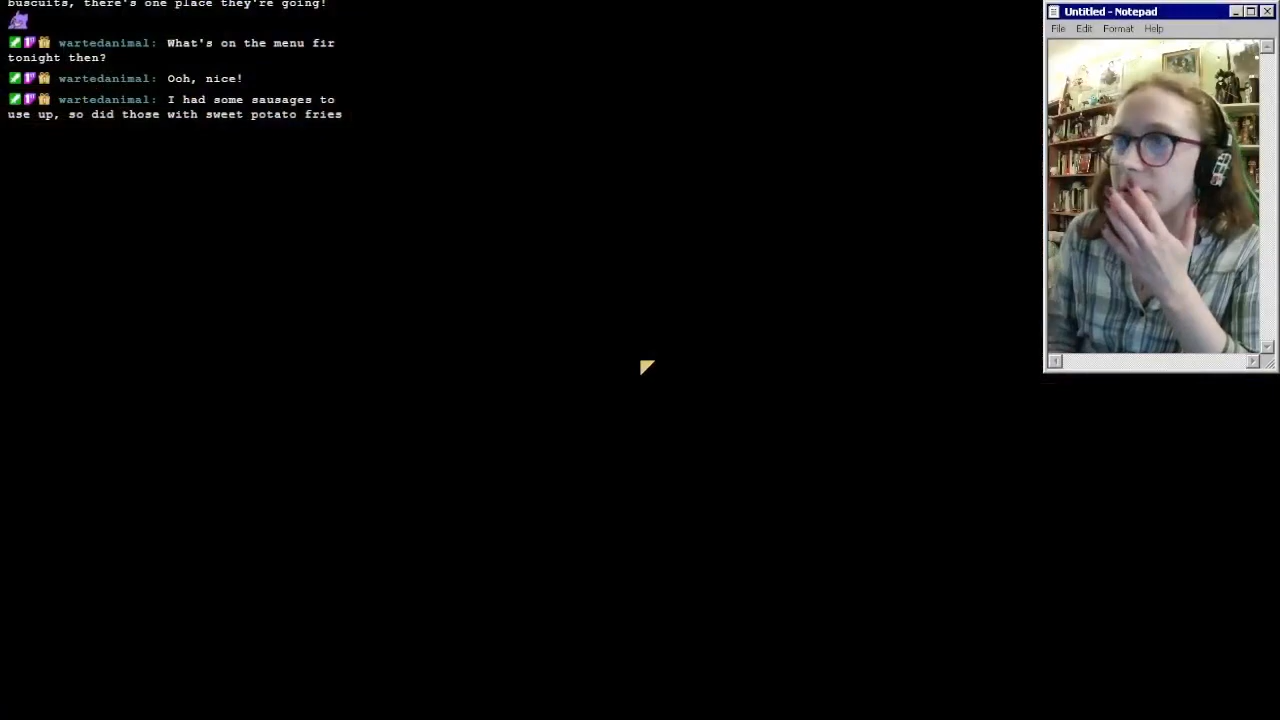 buscuits, there's one place they're going!
wartedanimal: What's on the menu fir
tonight then?
wartedanimal: Ooh, nice!
wartedanimal: I had some sausages to
use up, so did those with sweet potato fries
Untitled - Notepad
File Edit Format Help